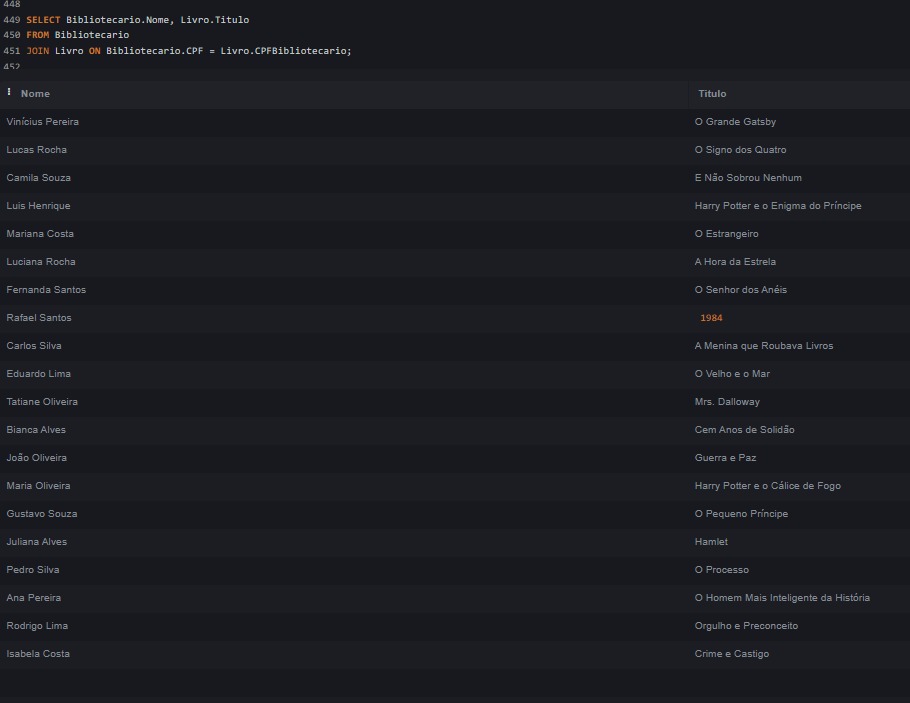 448
449 SELECT Bibliotecario.Nome, Livro.Titulo
450 FROM Bibliotecario
451 JOIN Livro ON Bibliotecario.CPF = Livro.CPFBibliotecario;
452
Nome Titulo
Vinícius Pereira O Grande Gatsby
Lucas Rocha O Signo dos Quatro
Camila Souza E Não Sobrou Nenhum
Luis Henrique Harry Potter e o Enigma do Príncipe
Mariana Costa O Estrangeiro
Luciana Rocha A Hora da Estrela
Fernanda Santos O Senhor dos Anéis
Rafael Santos 1984
Carlos Silva A Menina que Roubava Livros
Eduardo Lima O Velho e o Mar
Tatiane Oliveira Mrs. Dalloway
Bianca Alves Cem Anos de Solidão
João Oliveira Guerra e Paz
Maria Oliveira Harry Potter e o Cálice de Fogo
Gustavo Souza O Pequeno Príncipe
Juliana Alves Hamlet
Pedro Silva O Processo
Ana Pereira O Homem Mais Inteligente da História
Rodrigo Lima Orgulho e Preconceito
Isabela Costa Crime e Castigo